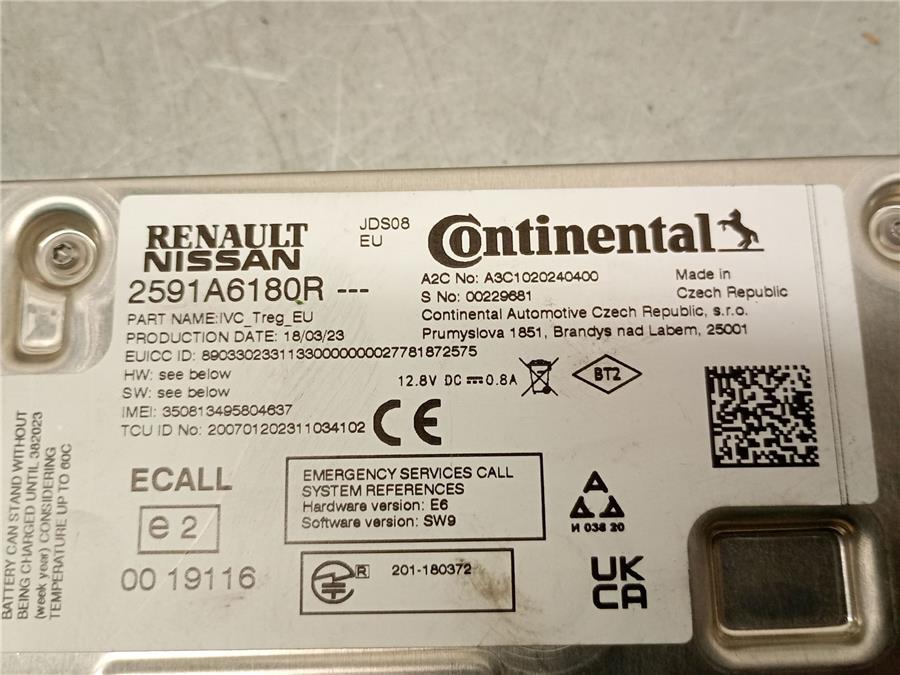 RENAULT
NISSAN
JDS08
EU
Continental
2591A6180R ---
A2C No: A3C1020240400
S No: 00229681
Made in
Czech Republic
Continental Automotive Czech Republic, s.r.o.
Prumyslova 1851, Brandys nad Labem, 25001
PART NAME:IVC_Treg_EU
PRODUCTION DATE: 18/03/23
EUICC ID: 89033023311330000000027781872575
HW: see below
SW: see below
IMEI: 350813495804637
TCU ID No: 200701202311034102
12.8V DC 0.8A
BT2
CE
ECALL
e 2
00 19116
EMERGENCY SERVICES CALL
SYSTEM REFERENCES
Hardware version: E6
Software version: SW9
R 201-180372
И 038 20
UK
CA
BATTERY CAN STAND WITHOUT
BEING CHARGED UNTIL 382023
(week year) CONSIDERING
TEMPERATURE UP TO 60C